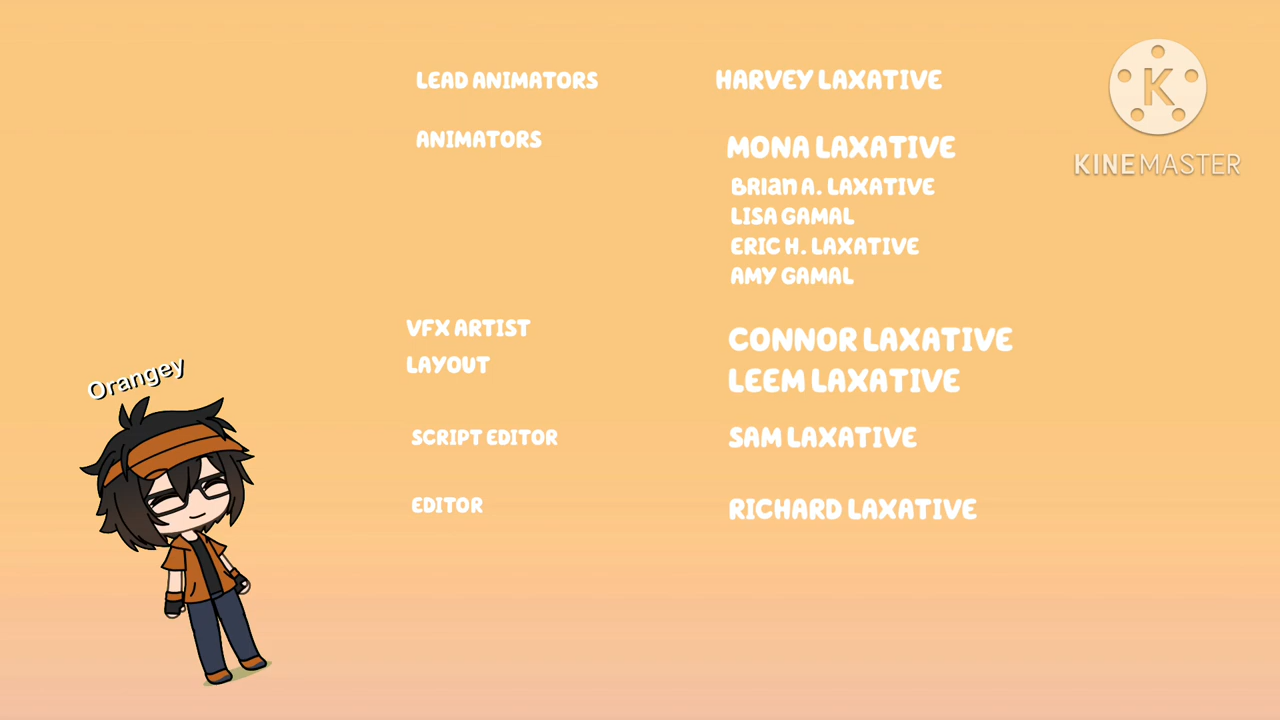 LEAD ANIMATORS HARVEY LAXATIVE
ANIMATORS MONA LAXATIVE
BRIan A. LAXATIVE
LISA GAMAL
ERIC H. LAXATIVE
AMY GAMAL
VFX ARTIST CONNOR LAXATIVE
LAYOUT LEEM LAXATIVE
SCRIPT EDITOR SAM LAXATIVE
EDITOR RICHARD LAXATIVE
Orangey
K
KINEMASTER